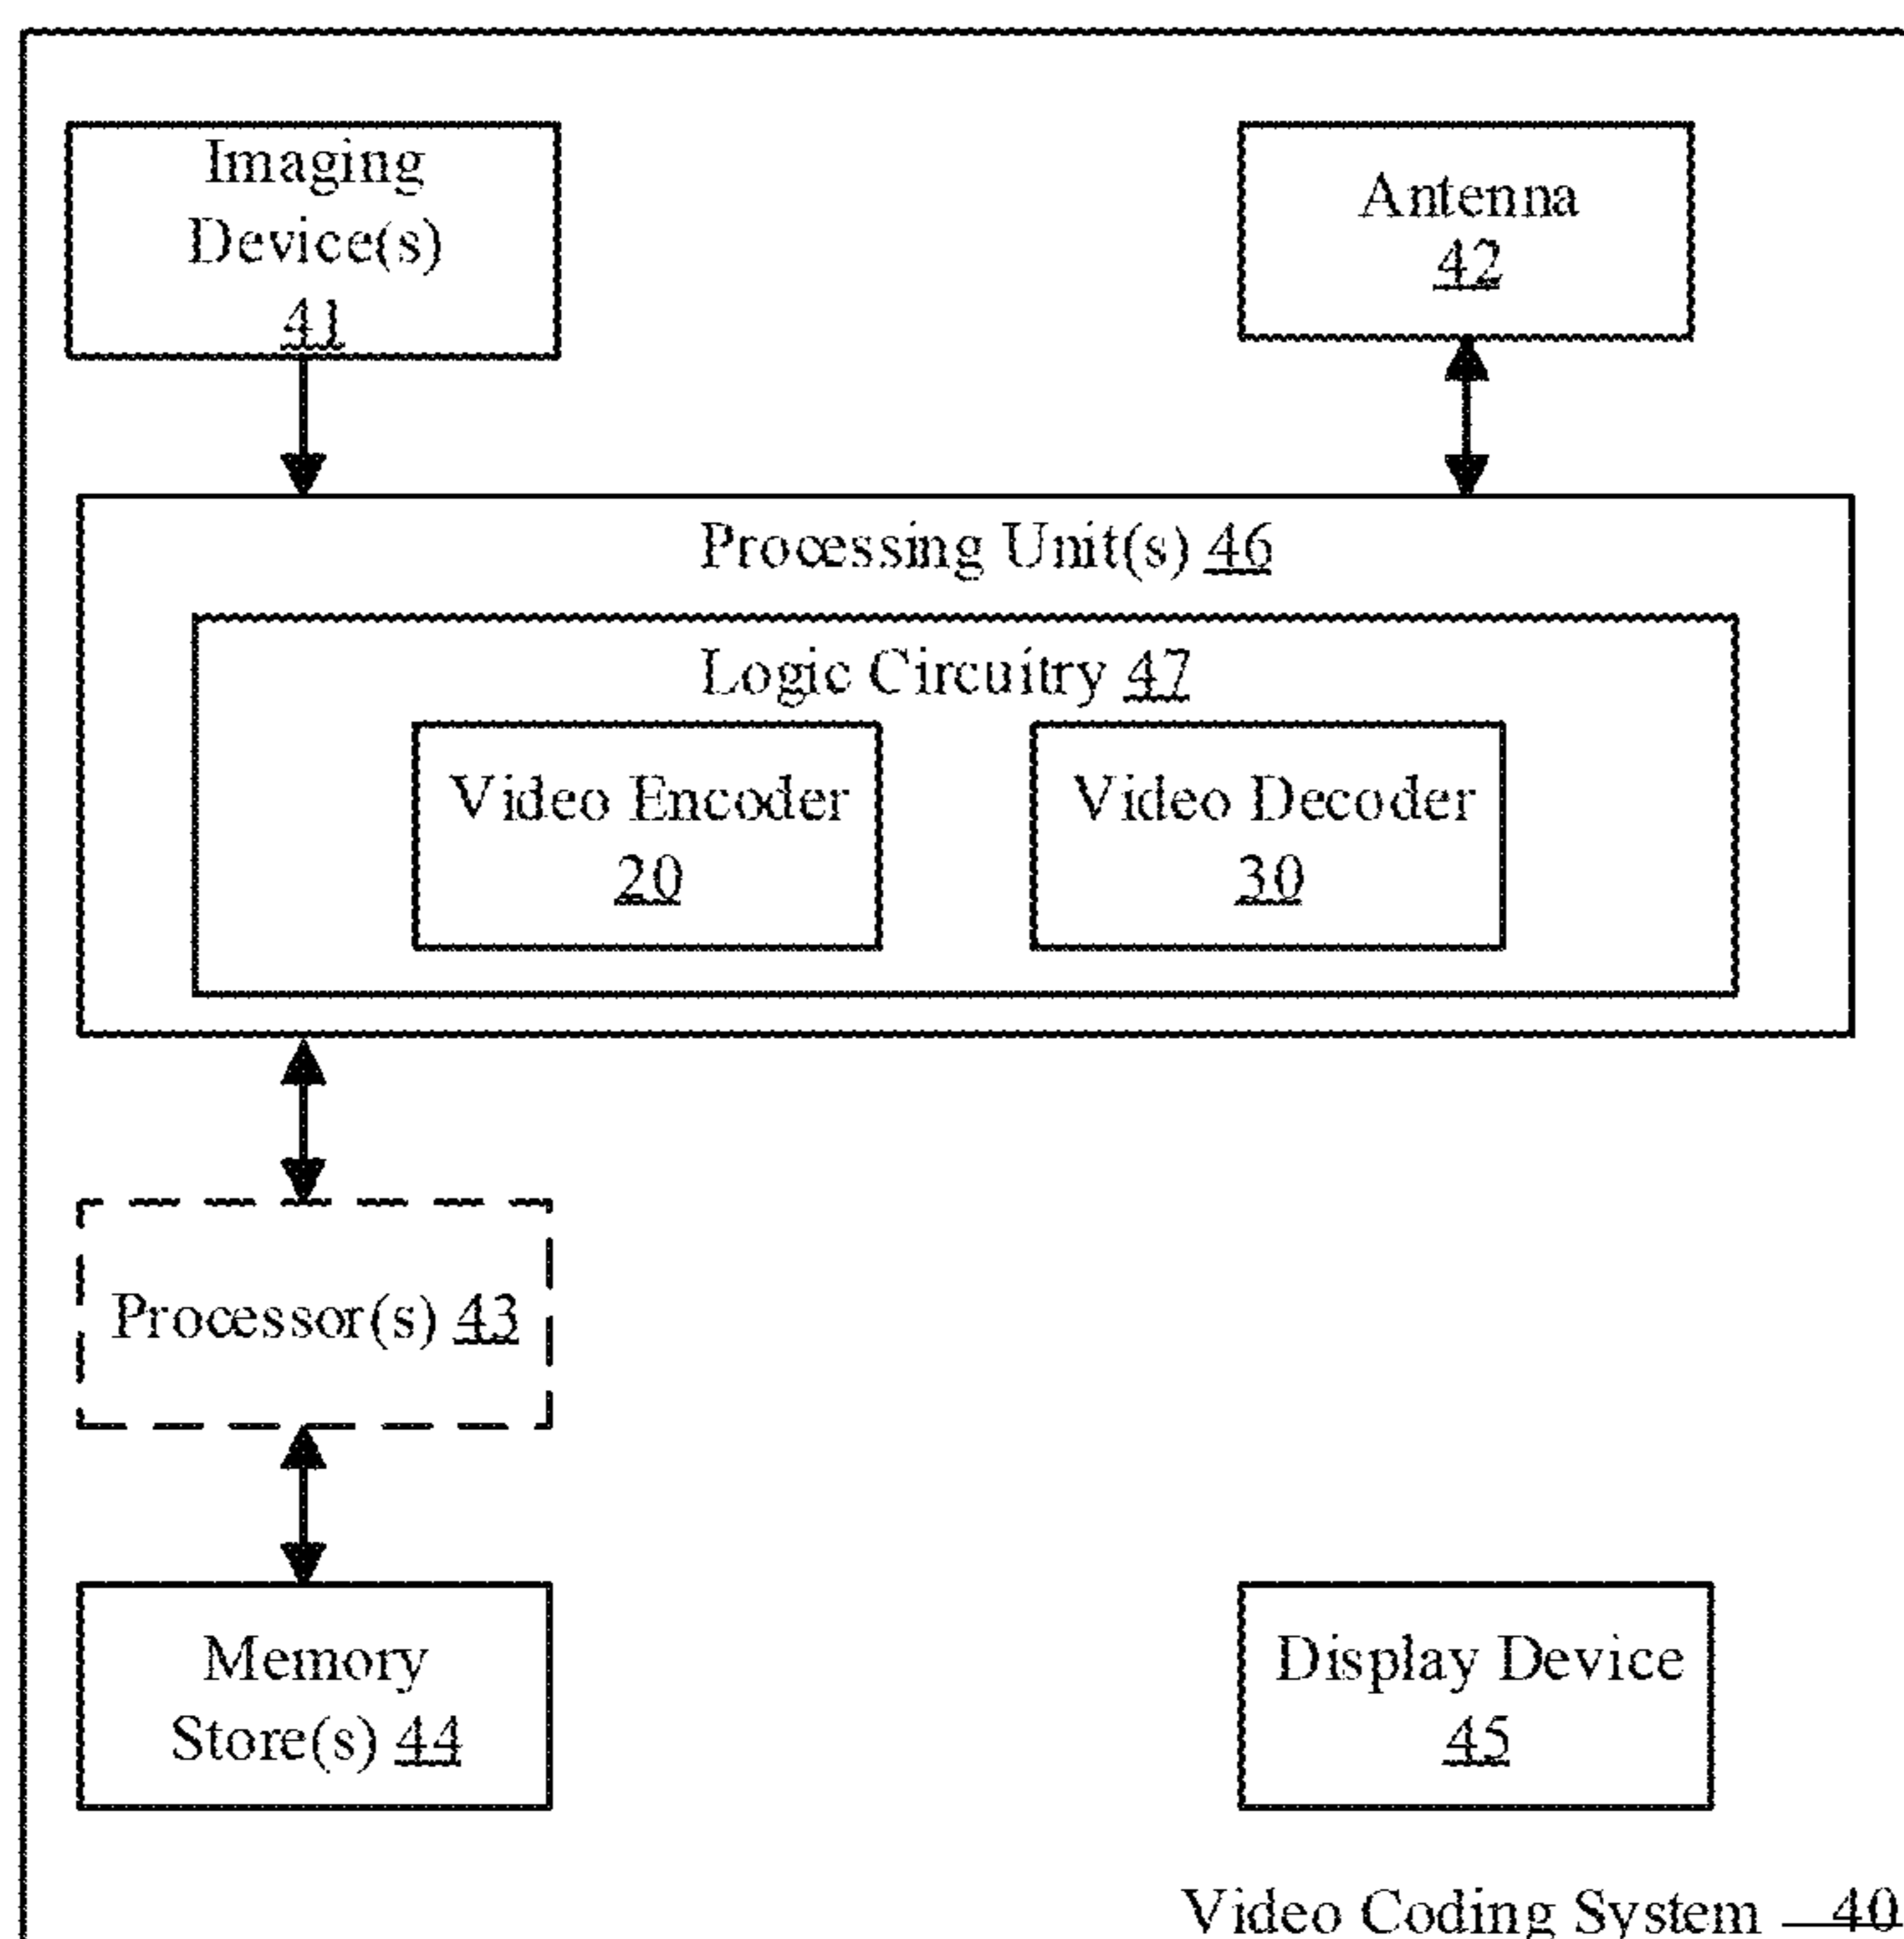 Imaging
Device(s)
41
Antenna
42
Processing Unit(s) 46
Logic Circuitry 47
Video Encoder
20
Video Decoder
30
Processor(s) 43
Memory
Store(s) 44
Display Device
45
Video Coding System 40